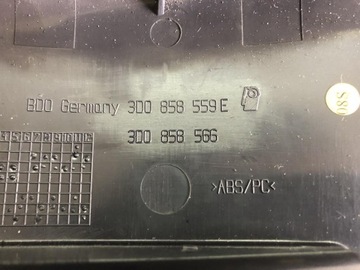 BDO Germany 3D0 858 559 E
3D0 858 566
>ABS/PC<